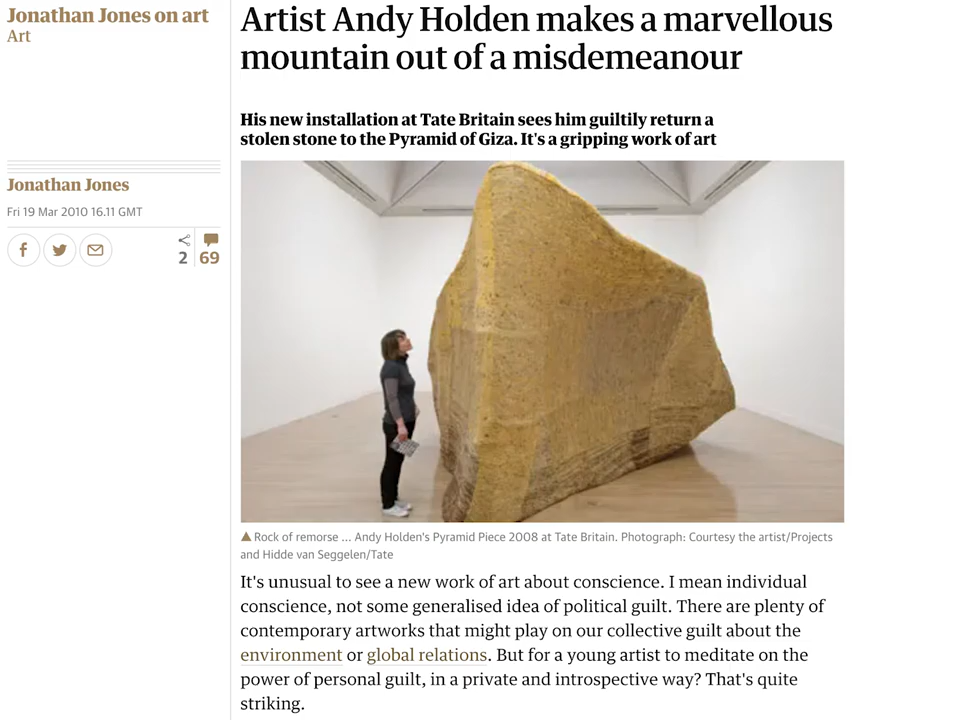 Jonathan Jones on art
Art
Artist Andy Holden makes a marvellous
mountain out of a misdemeanour
His new installation at Tate Britain sees him guiltily return a
stolen stone to the Pyramid of Giza. It's a gripping work of art
Jonathan Jones
Fri 19 Mar 2010 16.11 GMT
2
69
Rock of remorse ... Andy Holden's Pyramid Piece 2008 at Tate Britain. Photograph: Courtesy the artist/Projects
and Hidde van Seggelen/Tate
It's unusual to see a new work of art about conscience. I mean individual
conscience, not some generalised idea of political guilt. There are plenty of
contemporary artworks that might play on our collective guilt about the
environment or global relations. But for a young artist to meditate on the
power of personal guilt, in a private and introspective way? That's quite
striking.